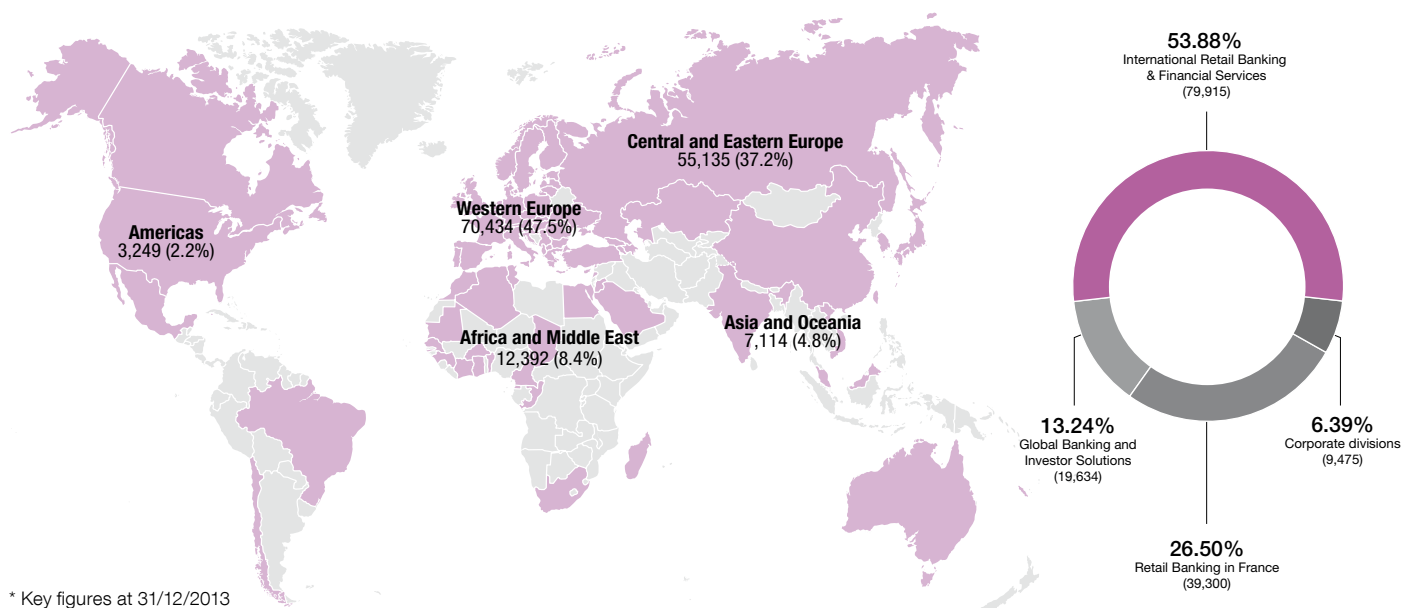 Americas
3,249 (2.2%)
Western Europe
70,434 (47.5%)
Central and Eastern Europe
55,135 (37.2%)
Africa and Middle East
12,392 (8.4%)
Asia and Oceania
7,114 (4.8%)
* Key figures at 31/12/2013
53.88%
International Retail Banking
& Financial Services
(79,915)
13.24%
Global Banking and
Investor Solutions
(19,634)
6.39%
Corporate divisions
(9,475)
26.50%
Retail Banking in France
(39,300)